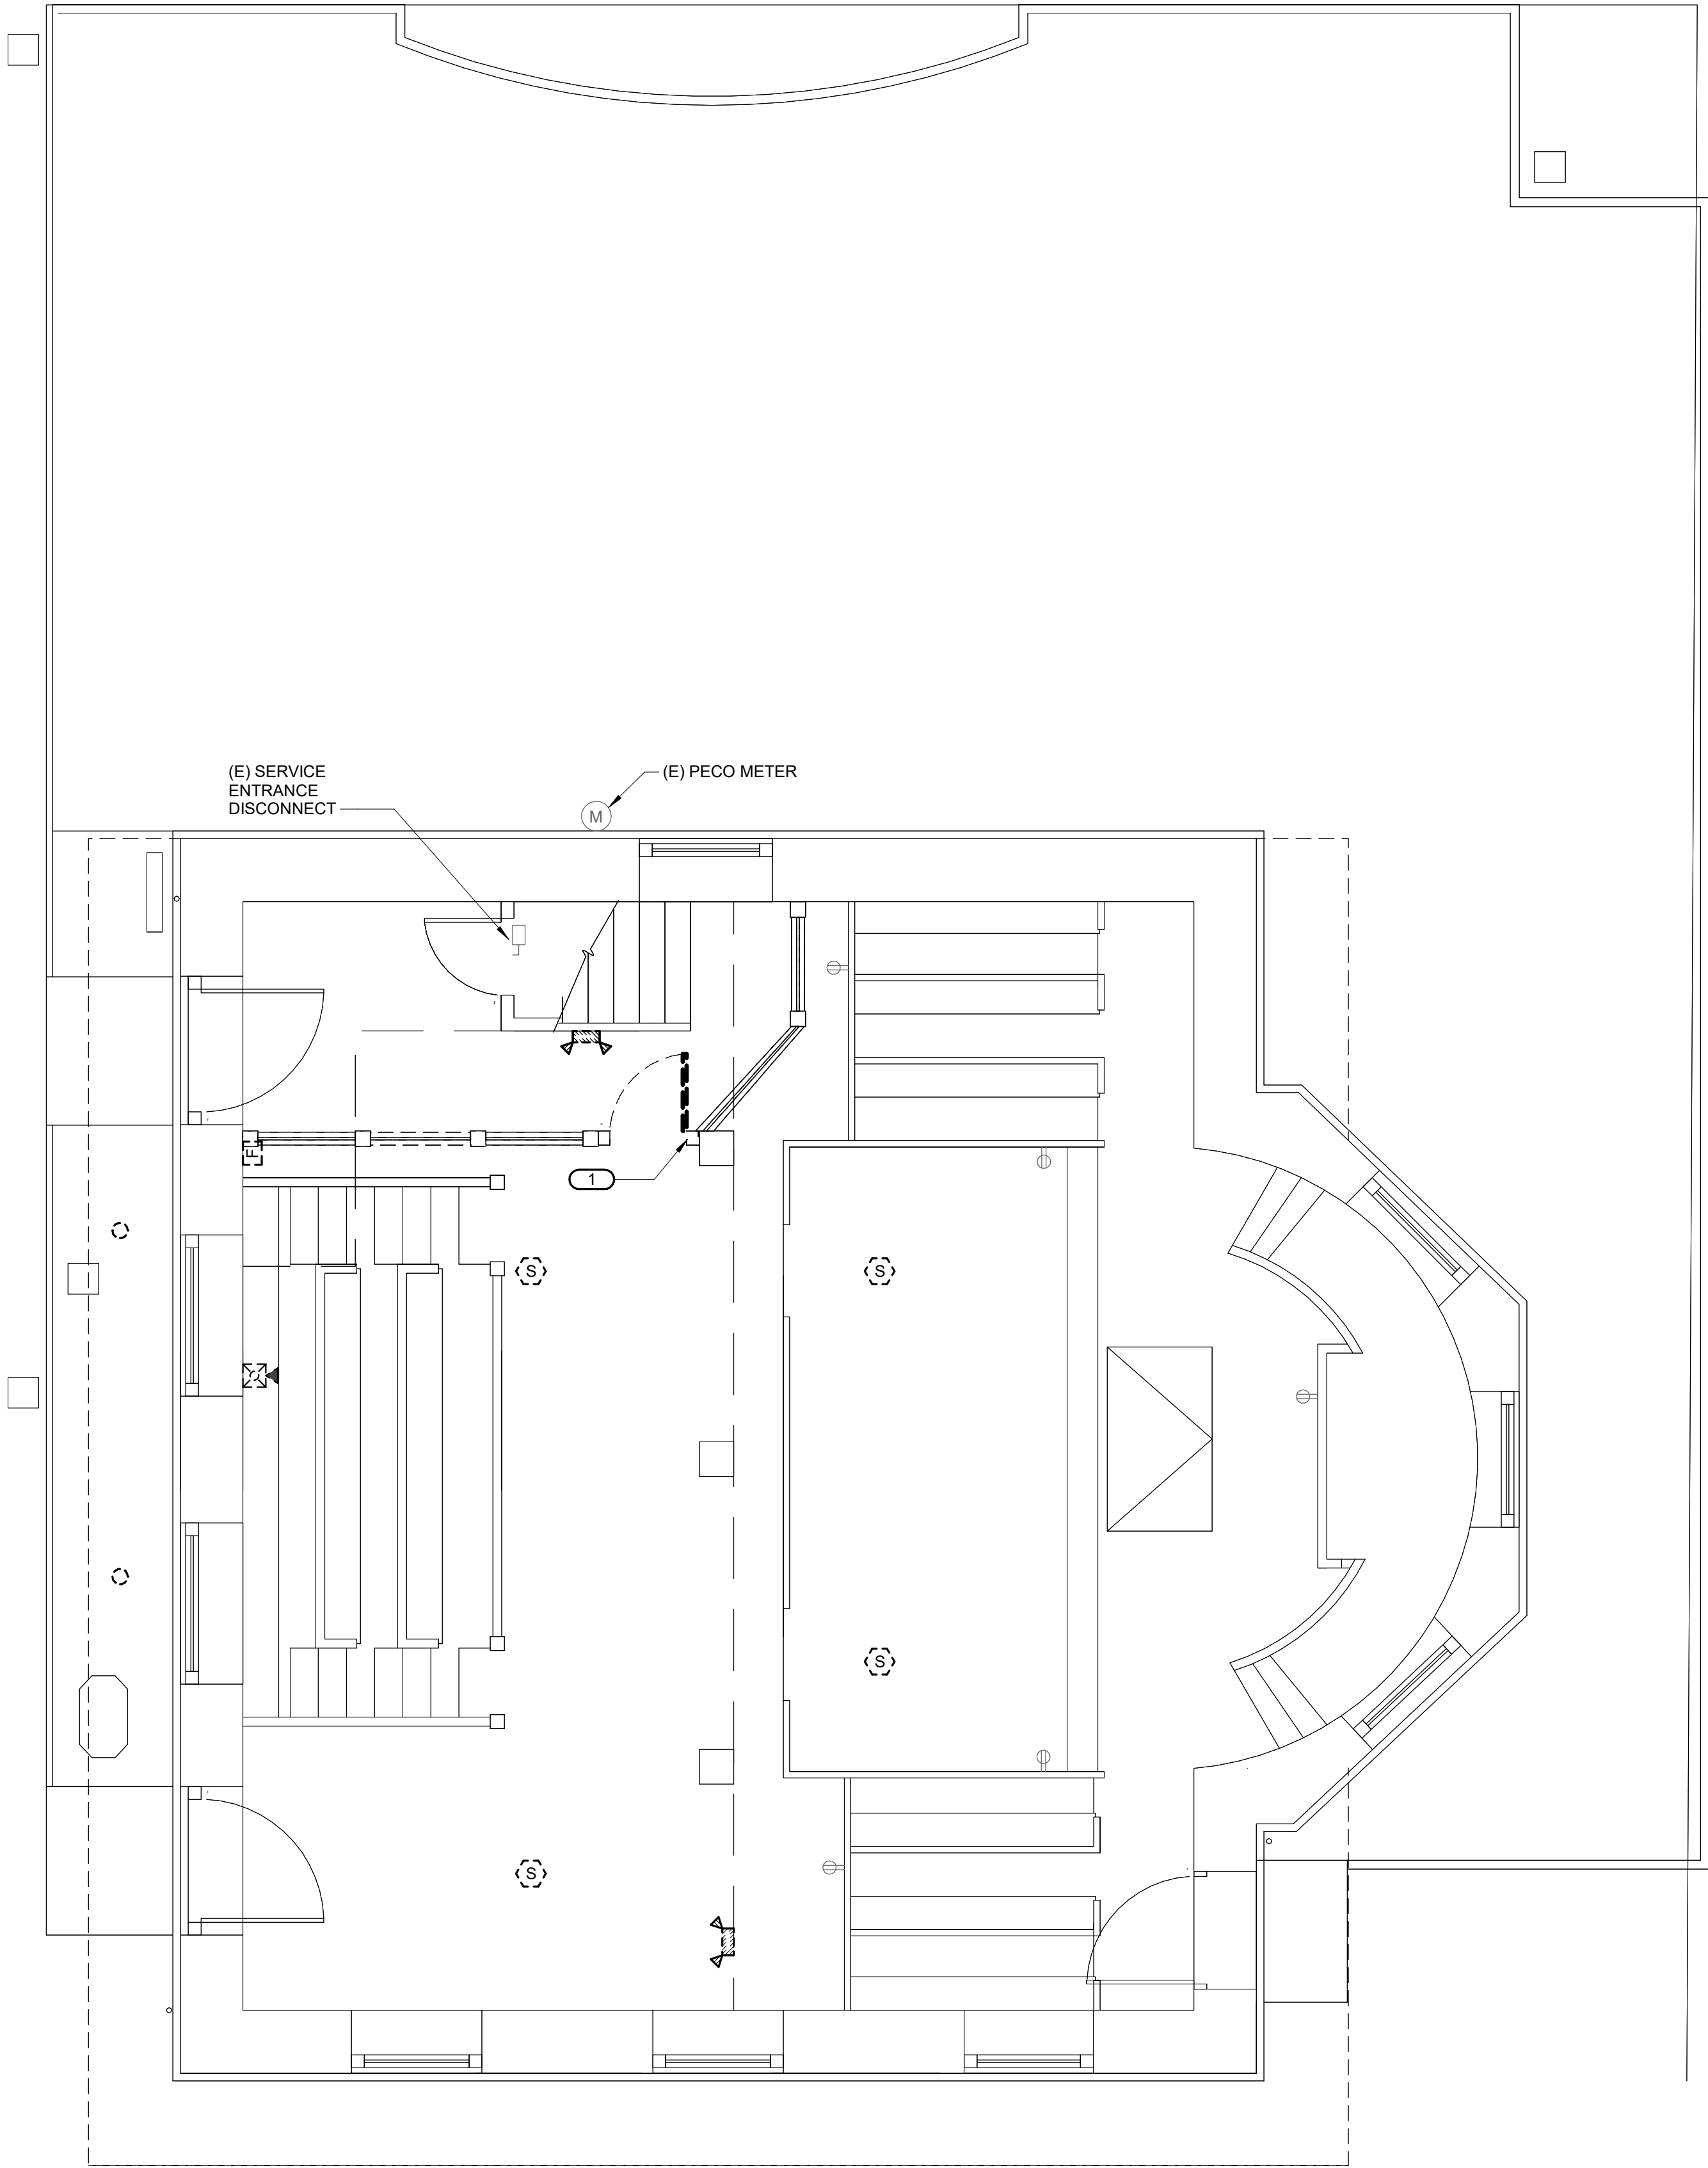 (E) SERVICE
ENTRANCE
DISCONNECT
(E) PECO METER
M
F
1
S
S
S
S